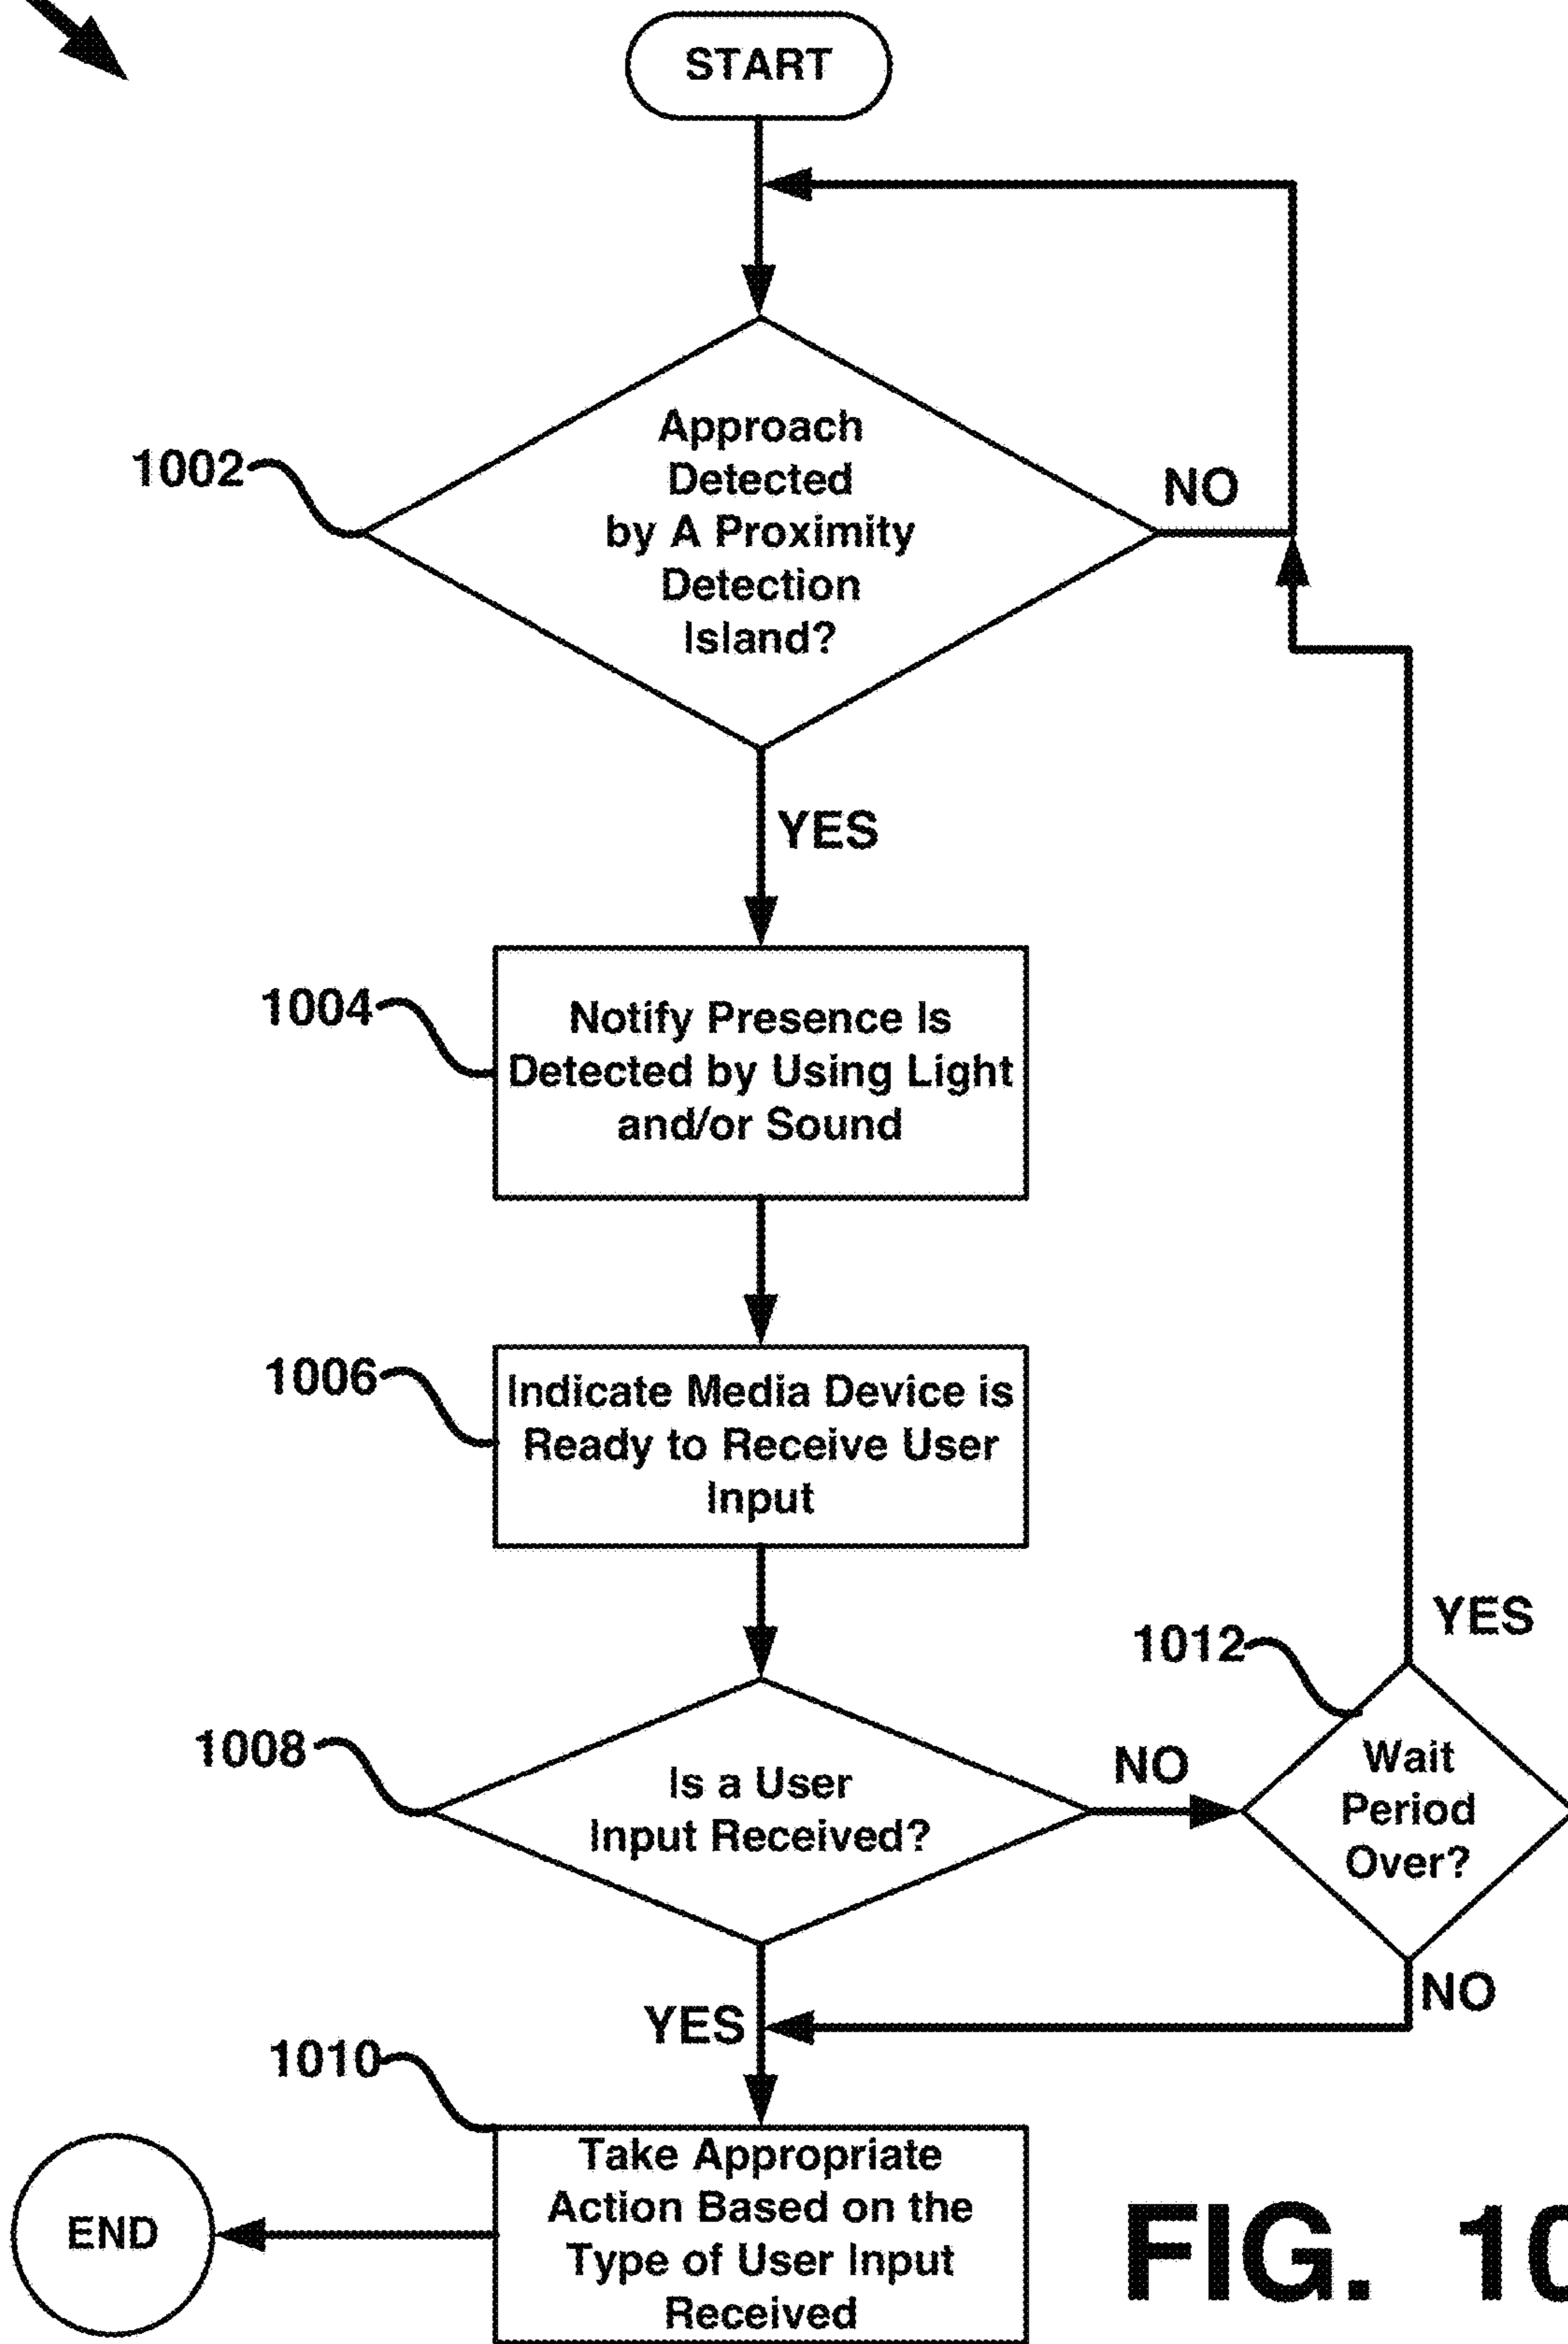 START
1002
Approach
Detected
by A Proximity
Detection
Island?
NO
YES
1004
Notify Presence Is
Detected by Using Light
and/or Sound
1006
Indicate Media Device is
Ready to Receive User
Input
1008
Is a User
Input Received?
NO
1012
YES
Wait
Period
Over?
NO
YES
1010
Take Appropriate
Action Based on the
Type of User Input
Received
END
FIG. 10